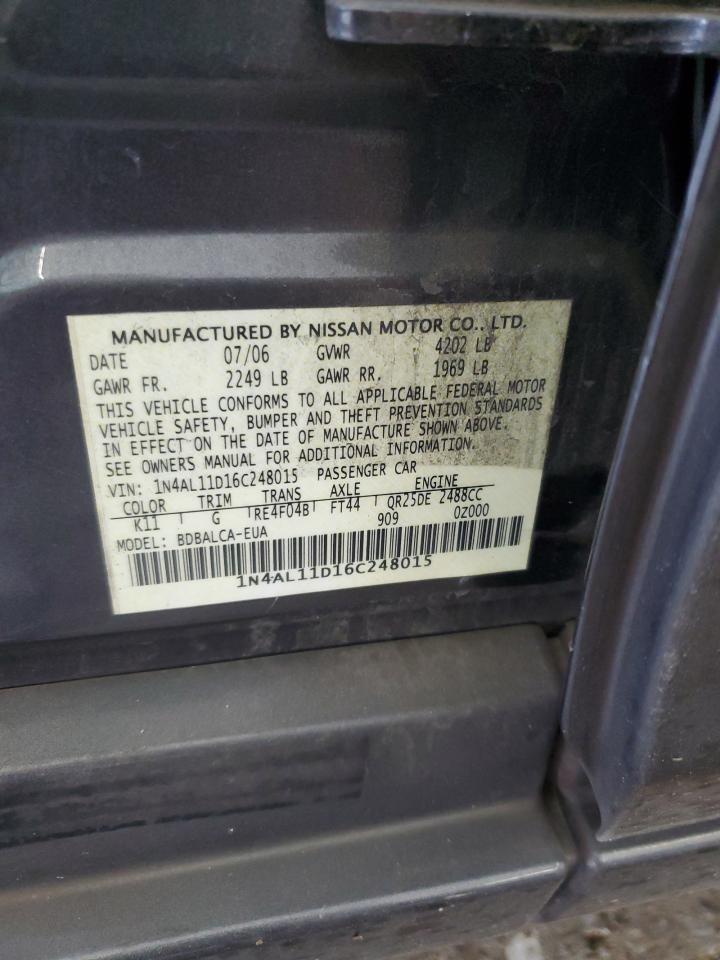 MANUFACTURED BY NISSAN MOTOR CO., LTD.
DATE 07/06 GVWR 4202 LB
GAWR FR. 2249 LB GAWR RR. 1969 LB
THIS VEHICLE CONFORMS TO ALL APPLICABLE FEDERAL MOTOR
VEHICLE SAFETY, BUMPER AND THEFT PREVENTION STANDARDS
IN EFFECT ON THE DATE OF MANUFACTURE SHOWN ABOVE.
SEE OWNERS MANUAL FOR ADDITIONAL INFORMATION.
VIN: 1N4AL11D16C248015 PASSENGER CAR
COLOR TRIM TRANS AXLE ENGINE
K11 G RE4F04B FT44 QR25DE 2488CC
MODEL: BDBALCA-EUA 909 0Z000
1N4AL11D16C248015